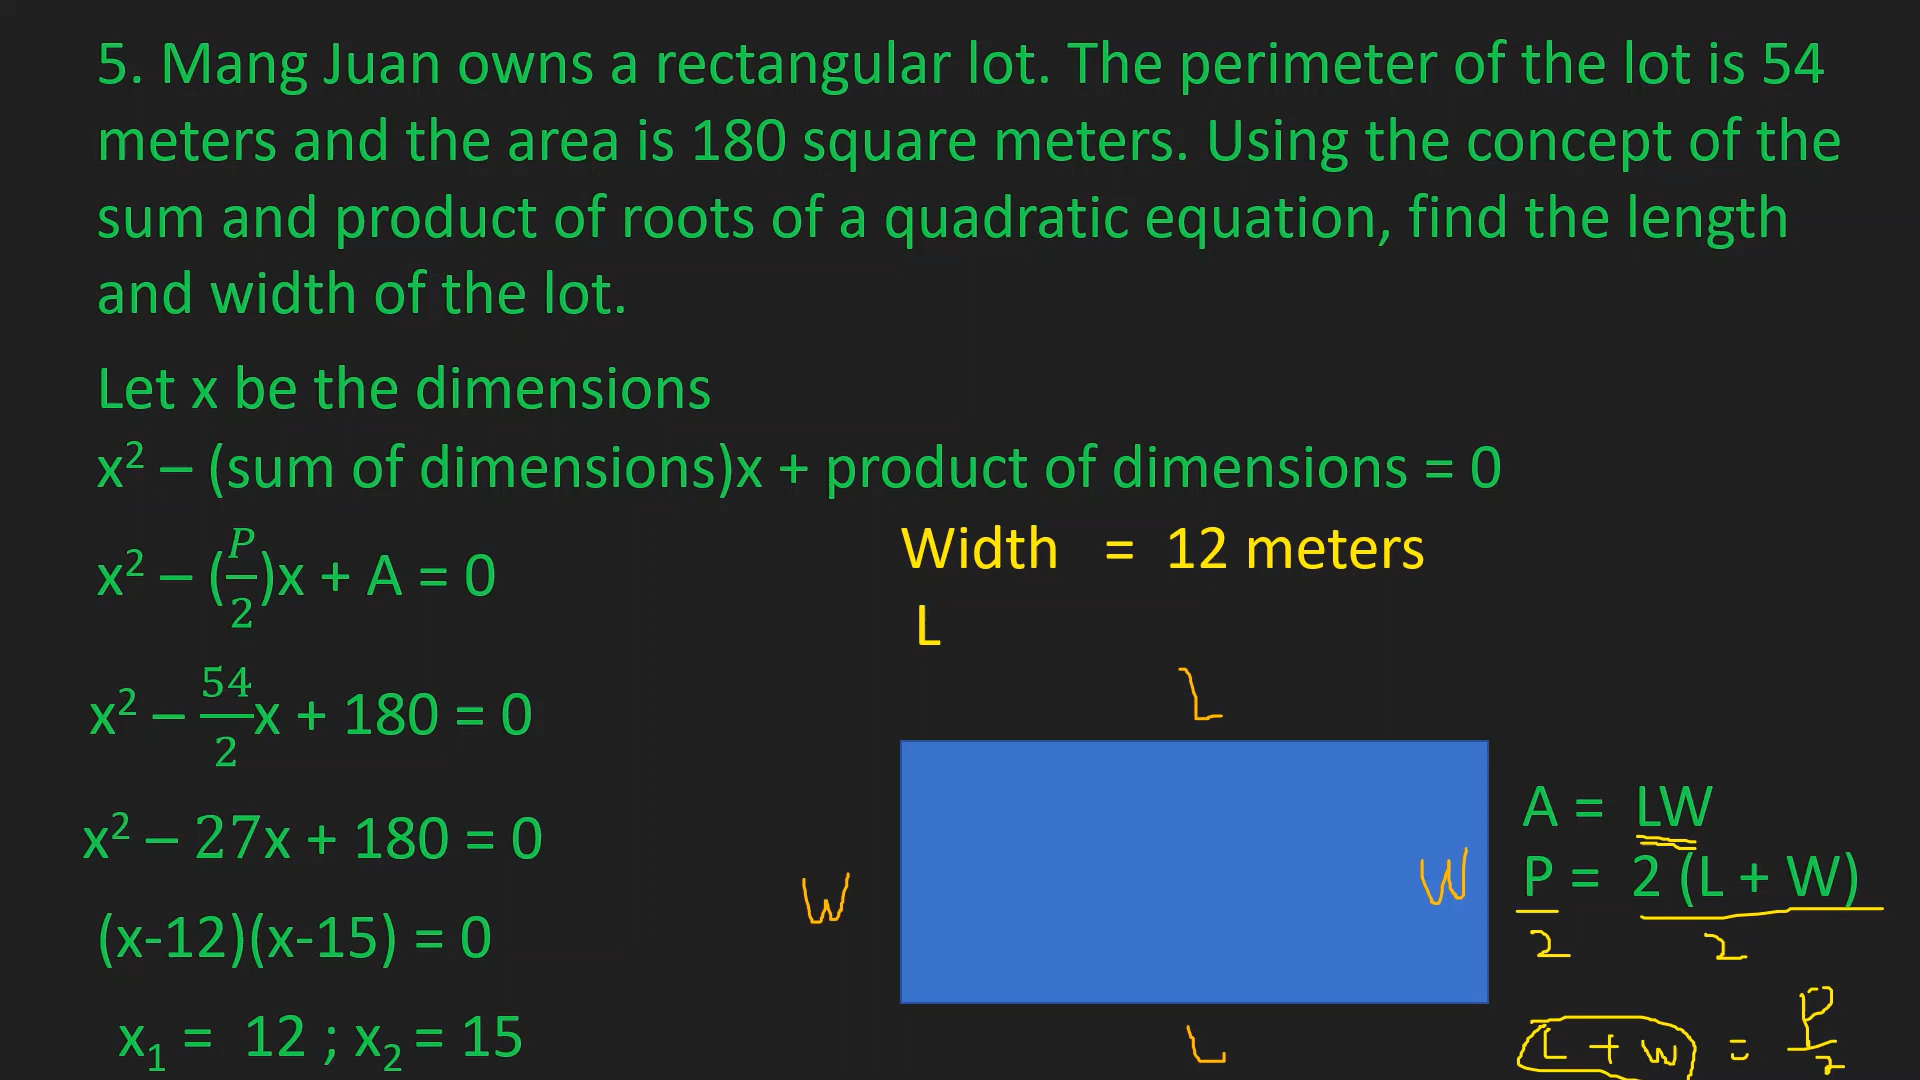 5. Mang Juan owns a rectangular lot. The perimeter of the lot is 54
meters and the area is 180 square meters. Using the concept of the
sum and product of roots of a quadratic equation, find the length
and width of the lot.
Let x be the dimensions
x² – (sum of dimensions)x + product of dimensions = 0
x² – (P/2)x + A = 0
x² – 54/2x + 180 = 0
x² – 27x + 180 = 0
(x-12)(x-15) = 0
x₁ = 12 ; x₂ = 15
Width = 12 meters
L
L
W
W
L
A = LW
P = 2 (L + W)
2 2
L + W = P/2